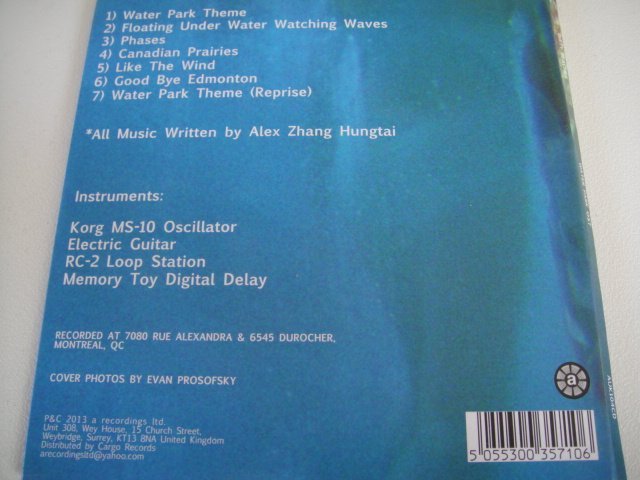 1) Water Park Theme
2) Floating Under Water Watching Waves
3) Phases
4) Canadian Prairies
5) Like The Wind
6) Good Bye Edmonton
7) Water Park Theme (Reprise)
*All Music Written by Alex Zhang Hungtai
Instruments:
Korg MS-10 Oscillator
Electric Guitar
RC-2 Loop Station
Memory Toy Digital Delay
RECORDED AT 7080 RUE ALEXANDRA & 6545 DUROCHER,
MONTREAL, QC
COVER PHOTOS BY EVAN PROSOFSKY
P&C 2013 a recordings ltd.
Unit 308, Wey House, 15 Church Street,
Weybridge, Surrey, KT13 8NA United Kingdom
Distributed by Cargo Records
arecordingsltd@yahoo.com
a
5 055300 357106
AUK104CD